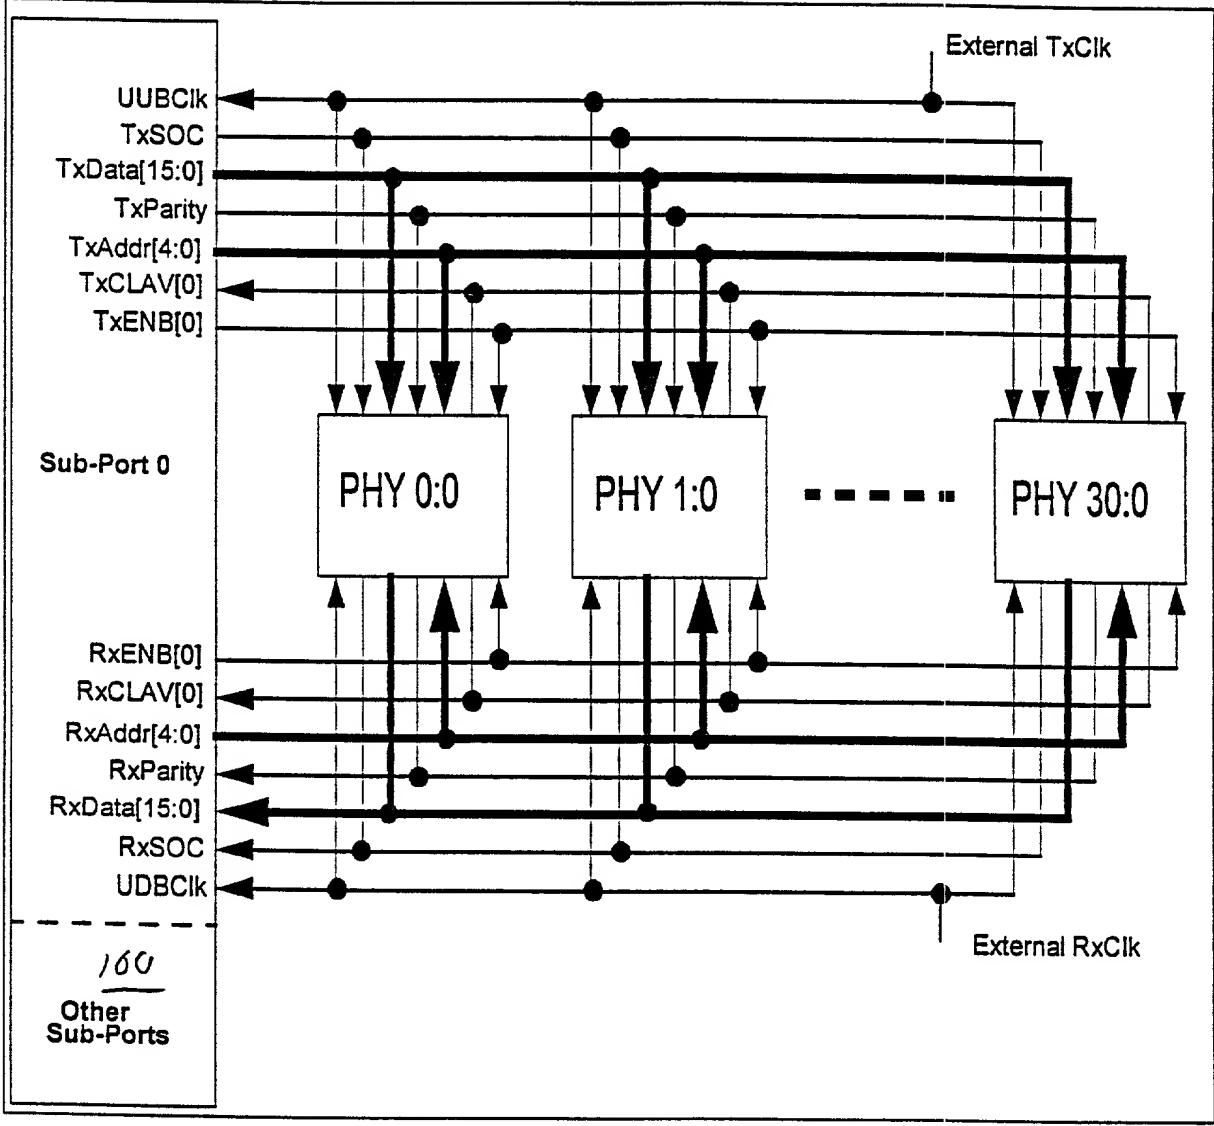 External TxClk
UUBClk
TxSOC
TxData[15:0]
TxParity
TxAddr[4:0]
TxCLAV[0]
TxENB[0]
Sub-Port 0
PHY 0:0
PHY 1:0
PHY 30:0
RxENB[0]
RxCLAV[0]
RxAddr[4:0]
RxParity
RxData[15:0]
RxSOC
UDBClk
External RxClk
160
Other
Sub-Ports